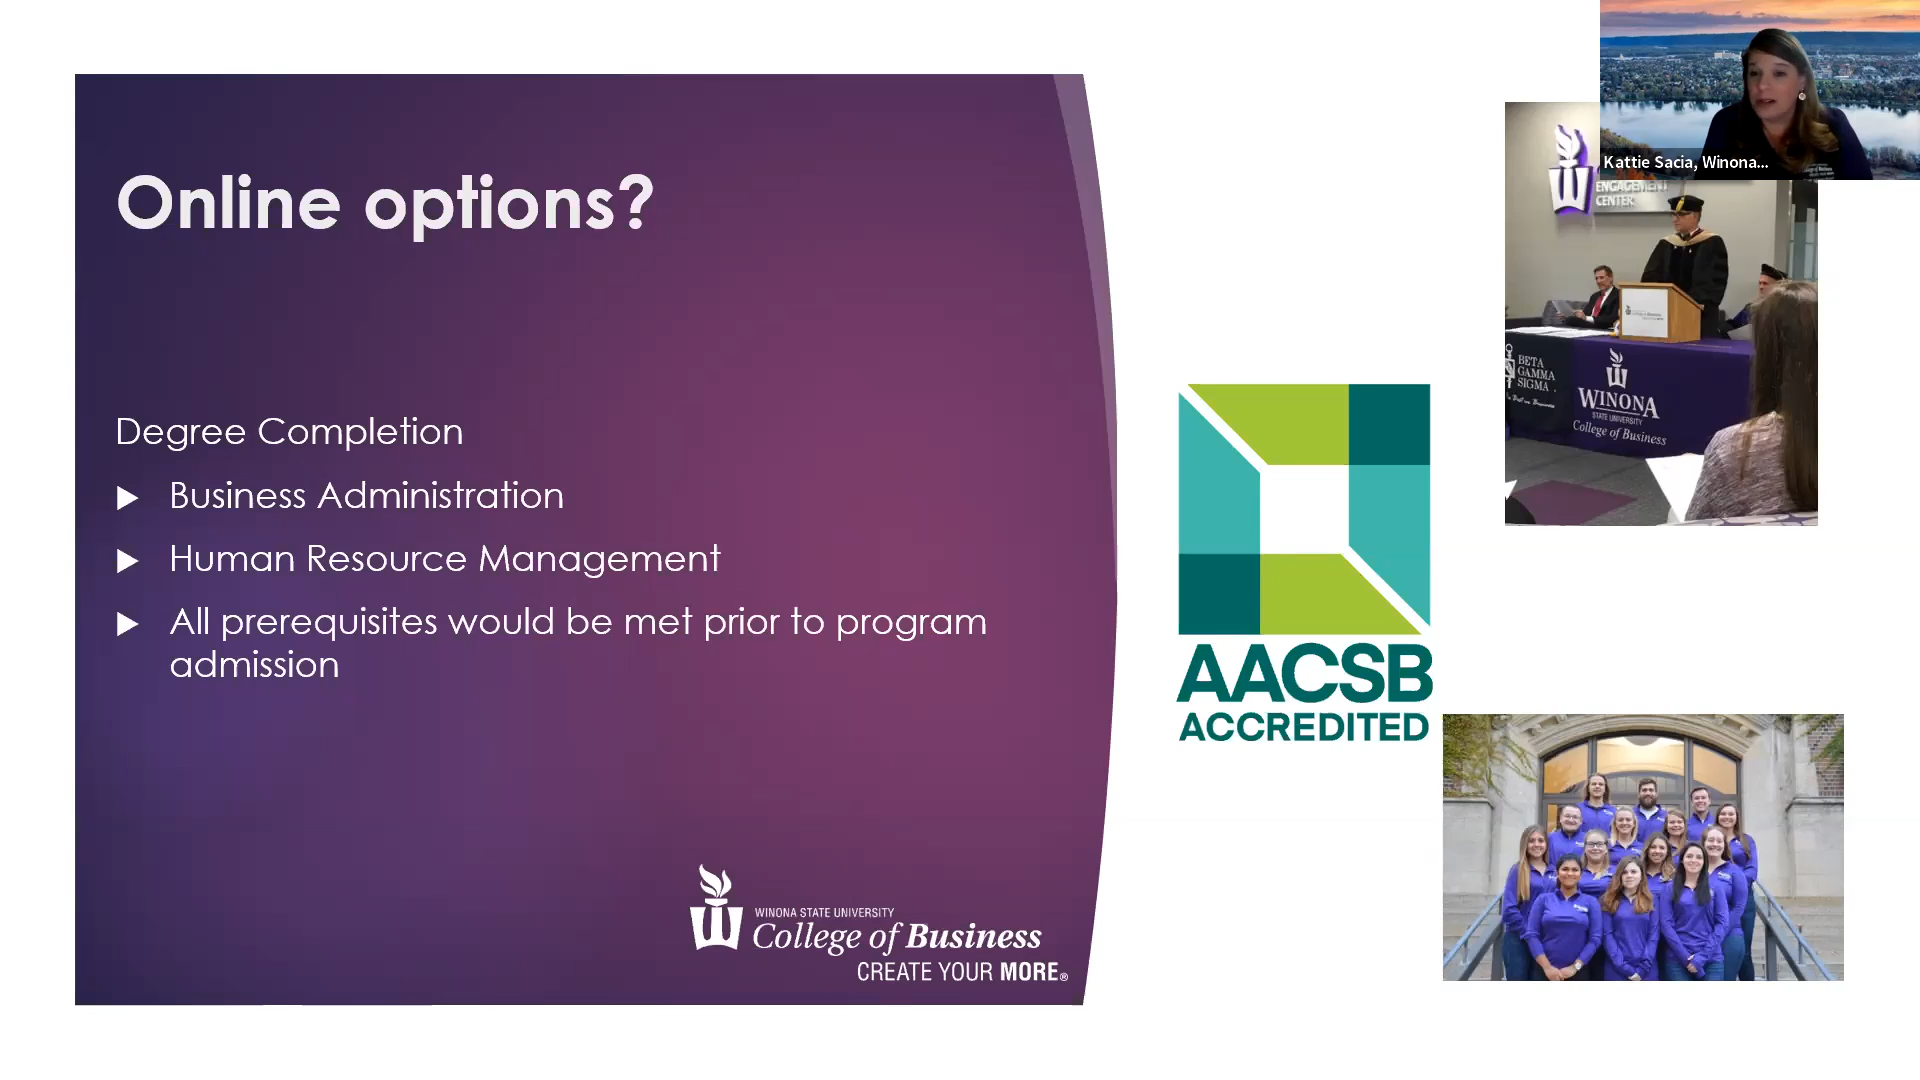 Online options?
Degree Completion
Business Administration
Human Resource Management
All prerequisites would be met prior to program
admission
WINONA STATE UNIVERSITY
College of Business
CREATE YOUR MORE®
AACSB
ACCREDITED
Kattie Sacia, Winona...
ENGAGEMENT
CENTER
BETA
GAMMA
SIGMA
WINONA
STATE UNIVERSITY
College of Business